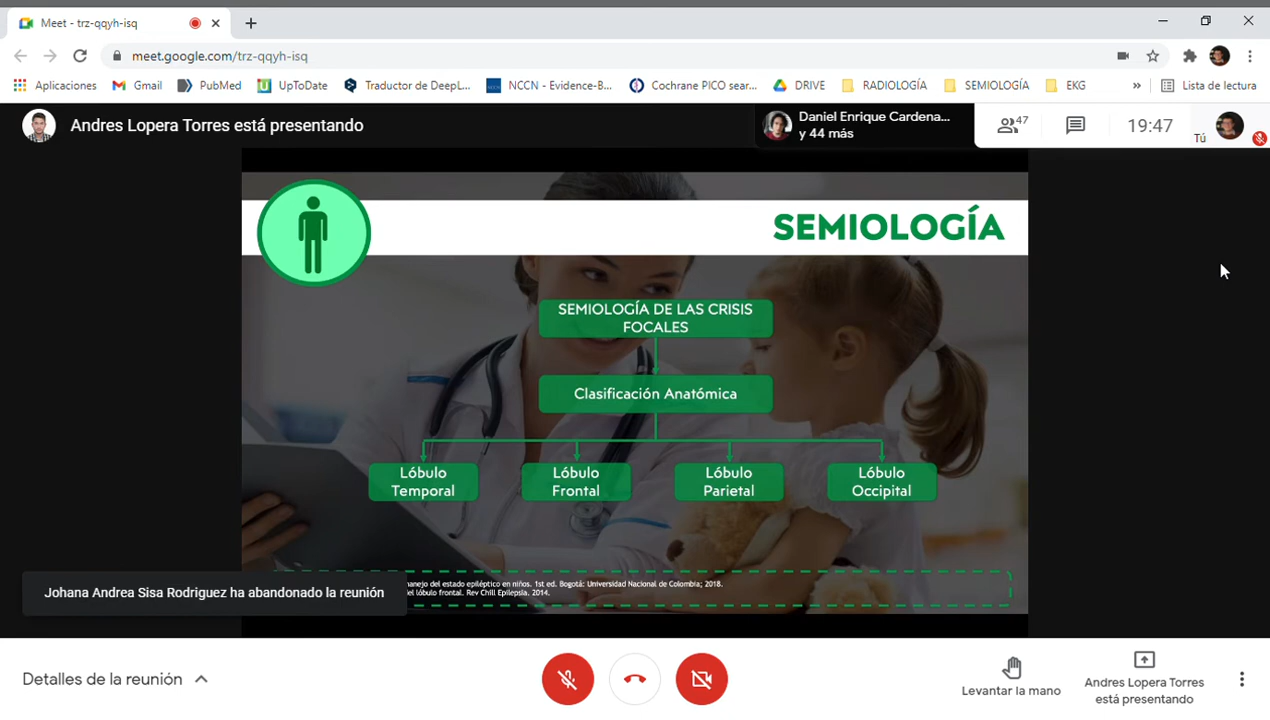 Meet - trz-qqyh-isq
meet.google.com/trz-qqyh-isq
Aplicaciones
Gmail
PubMed
UpToDate
Traductor de DeepL...
NCCN - Evidence-B...
Cochrane PICO sear...
DRIVE
RADIOLOGÍA
SEMIOLOGÍA
EKG
»
Lista de lectura
Andres Lopera Torres está presentando
Daniel Enrique Cardena...
y 44 más
47
19:47
Tú
SEMIOLOGÍA
SEMIOLOGÍA DE LAS CRISIS
FOCALES
Clasificación Anatómica
Lóbulo
Temporal
Lóbulo
Frontal
Lóbulo
Parietal
Lóbulo
Occipital
manejo del estado epiléptico en niños. 1st ed. Bogotá: Universidad Nacional de Colombia; 2018.
del lóbulo frontal. Rev Chill Epilepsia. 2014.
Johana Andrea Sisa Rodriguez ha abandonado la reunión
Detalles de la reunión
Levantar la mano
Andres Lopera Torres
está presentando